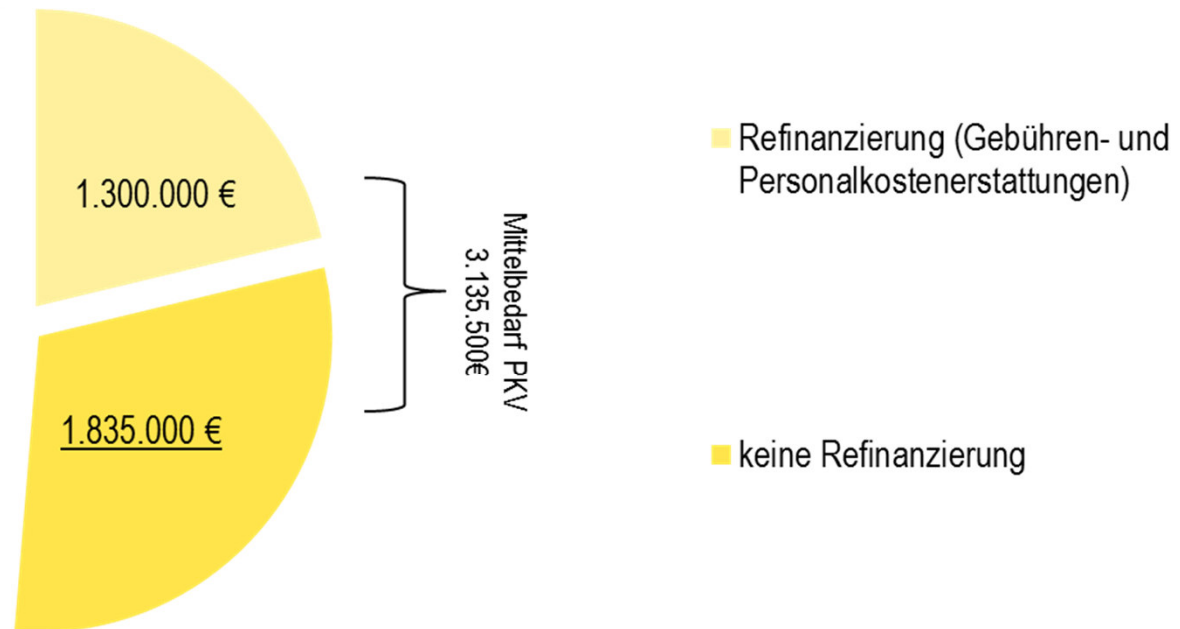 1.300.000 €
1.835.000 €
Mittelbedarf PKV
3.135.500€
Refinanzierung (Gebühren- und
Personalkostenerstattungen)
keine Refinanzierung